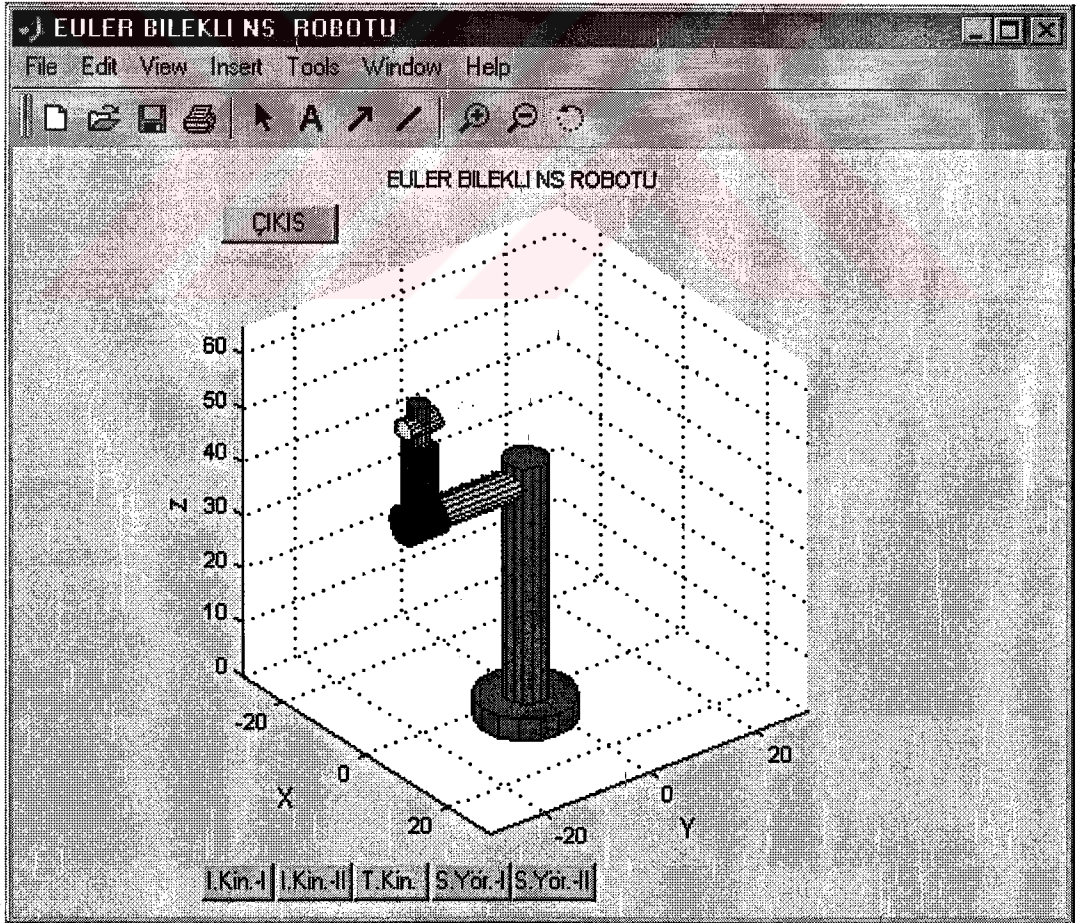 EULER BILEKLI NS ROBOTU
File Edit View Insert Tools Window Help
A
EULER BILEKLI NS ROBOTU
ÇIKIS
60
50
40
30
20
10
0
Z
-20
0
20
X
-20
0
20
Y
I.Kin.-I I.Kin.-II T.Kin. S.Yör.-I S.Yör.-II